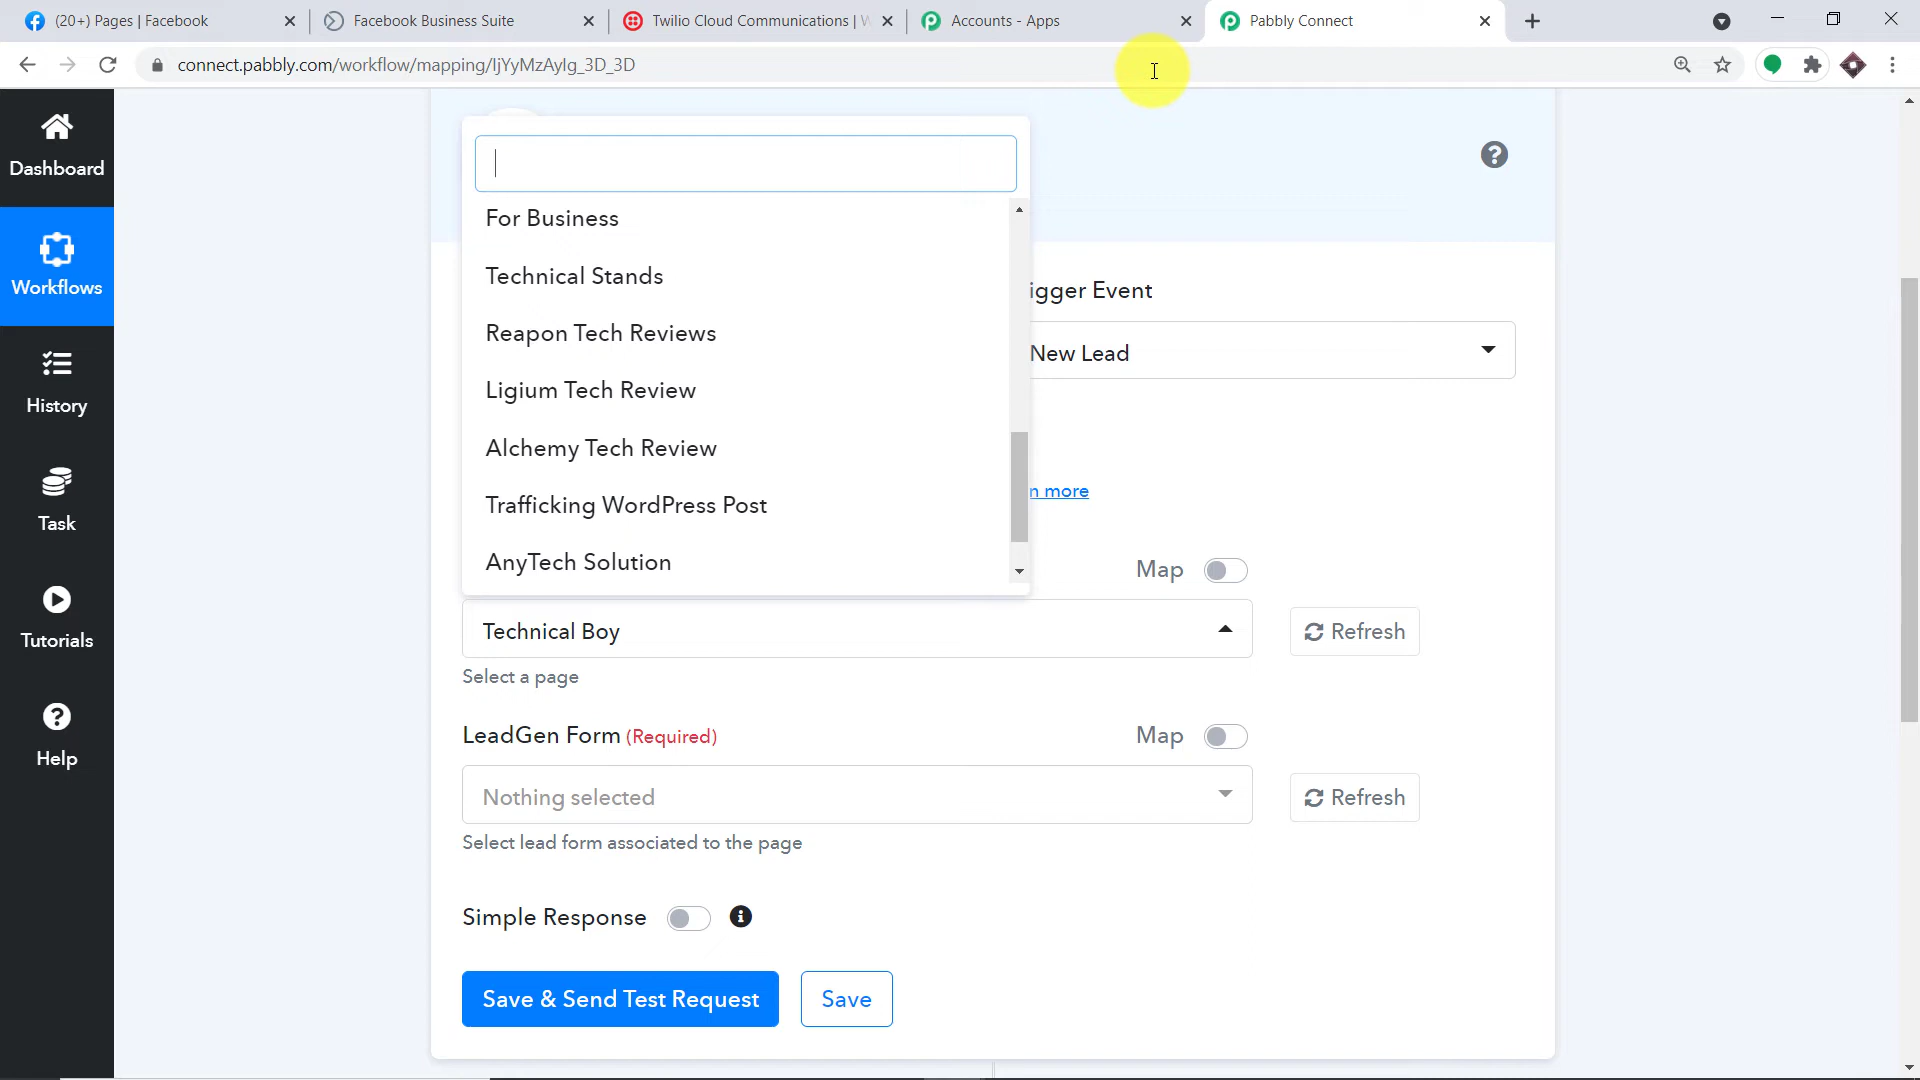 (20+) Pages | Facebook
Facebook Business Suite
Twilio Cloud Communications |
Accounts - Apps
Pabbly Connect
connect.pabbly.com/workflow/mapping/IjYyMzAyIg_3D_3D
Dashboard
Workflows
History
Task
Tutorials
Help
For Business
Technical Stands
Reapon Tech Reviews
Ligium Tech Review
Alchemy Tech Review
Trafficking WordPress Post
AnyTech Solution
igger Event
New Lead
n more
Map
Technical Boy
Refresh
Select a page
LeadGen Form (Required)
Map
Nothing selected
Refresh
Select lead form associated to the page
Simple Response
Save & Send Test Request
Save